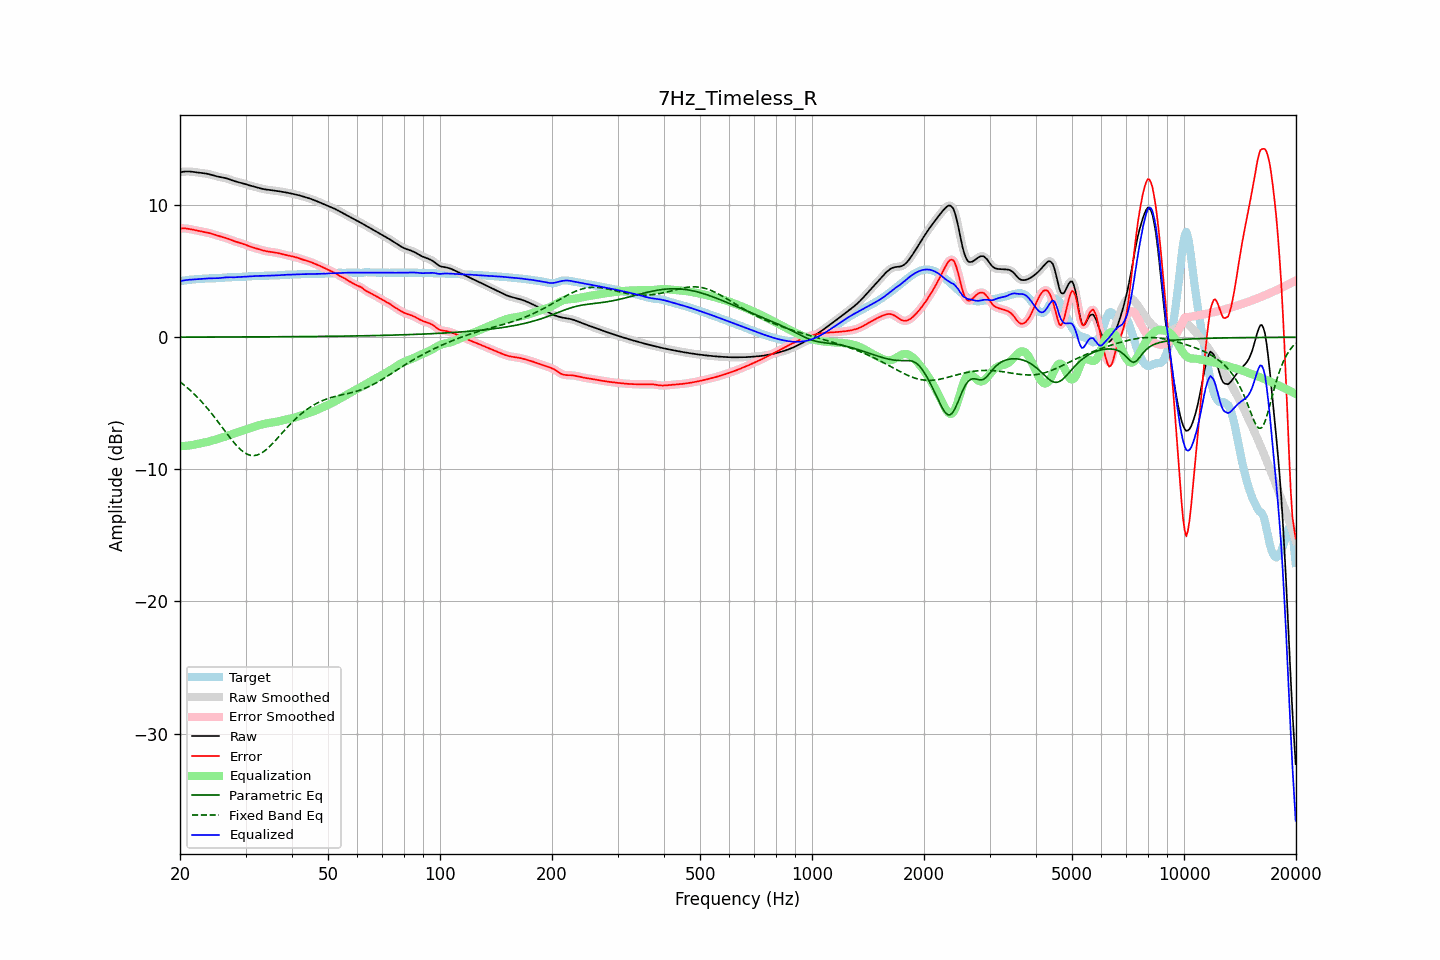 7Hz_Timeless_R
Amplitude (dBr)
10
0
−10
−20
−30
Target
Raw Smoothed
Error Smoothed
Raw
Error
Equalization
Parametric Eq
Fixed Band Eq
Equalized
20 50 100 200 500 1000 2000 5000 10000 20000
Frequency (Hz)